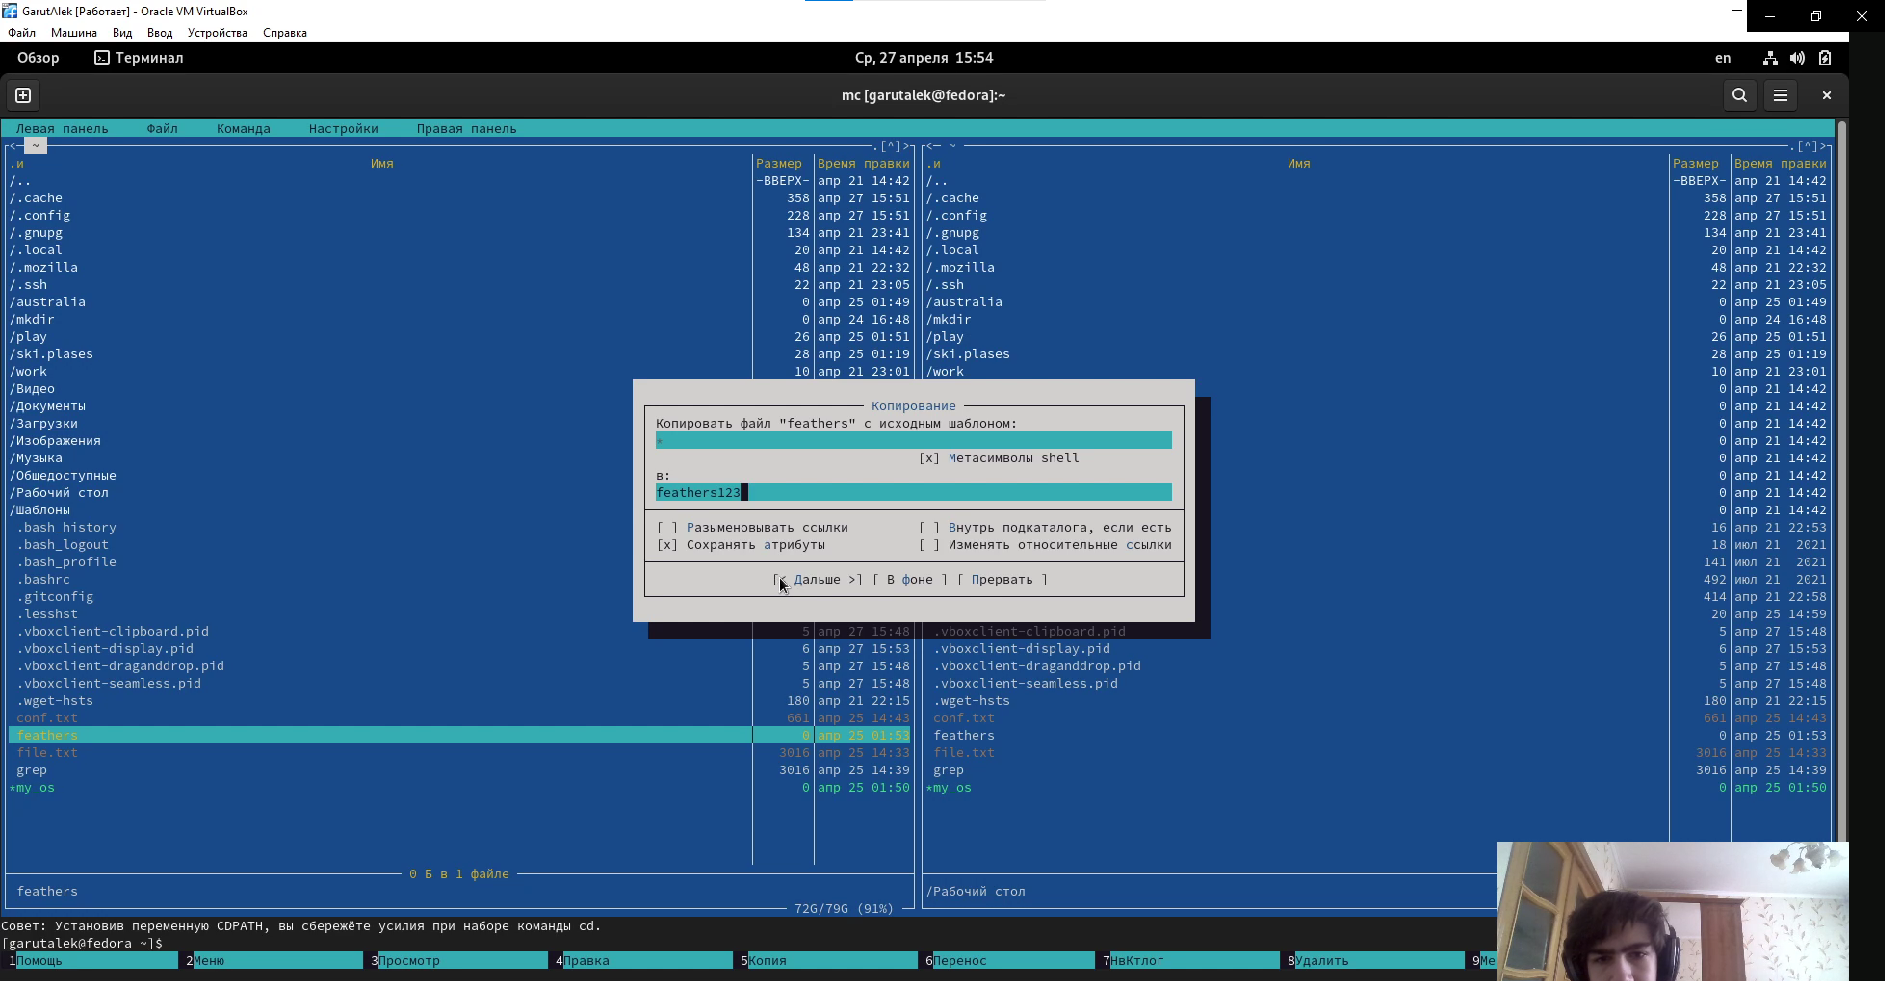 GarutAlek [Работает] - Oracle VM VirtualBox
Файл Машина Вид Ввод Устройства Справка
Обзор Терминал Ср, 27 апреля 15:54 en
mc [garutalek@fedora]:~
Левая панель Файл Команда Настройки Правая панель
<─ ~ .[^]> <─ ~ .[^]>
.и Имя Размер Время правки .и Имя Размер Время правки
/.. -ВВЕРХ- апр 21 14:42 /.. -ВВЕРХ- апр 21 14:42
/.cache 358 апр 27 15:51 /.cache 358 апр 27 15:51
/.config 228 апр 27 15:51 /.config 228 апр 27 15:51
/.gnupg 134 апр 21 23:41 /.gnupg 134 апр 21 23:41
/.local 20 апр 21 14:42 /.local 20 апр 21 14:42
/.mozilla 48 апр 21 22:32 /.mozilla 48 апр 21 22:32
/.ssh 22 апр 21 23:05 /.ssh 22 апр 21 23:05
/australia 0 апр 25 01:49 /australia 0 апр 25 01:49
/mkdir 0 апр 24 16:48 /mkdir 0 апр 24 16:48
/play 26 апр 25 01:51 /play 26 апр 25 01:51
/ski.plases 28 апр 25 01:19 /ski.plases 28 апр 25 01:19
/work 10 апр 21 23:01 /work 10 апр 21 23:01
/Видео 0 апр 21 14:42
/Документы 0 апр 21 14:42
/Загрузки 0 апр 21 14:42
/Изображения 0 апр 21 14:42
/Музыка 0 апр 21 14:42
/Общедоступные 0 апр 21 14:42
/Рабочий стол 0 апр 21 14:42
/Шаблоны 0 апр 21 14:42
.bash_history 16 апр 21 22:53
.bash_logout 18 июл 21 2021
.bash_profile 141 июл 21 2021
.bashrc 492 июл 21 2021
.gitconfig 414 апр 21 22:58
.lesshst 20 апр 25 14:59
Копирование
Копировать файл "feathers" с исходным шаблоном:
*
[x] Метасимволы shell
в:
feathers123
[ ] Разыменовывать ссылки [ ] Внутрь подкаталога, если есть
[x] Сохранять атрибуты [ ] Изменять относительные ссылки
[< Дальше >] [ В фоне ] [ Прервать ]
.vboxclient-clipboard.pid 5 апр 27 15:48 .vboxclient-clipboard.pid 5 апр 27 15:48
.vboxclient-display.pid 6 апр 27 15:53 .vboxclient-display.pid 6 апр 27 15:53
.vboxclient-draganddrop.pid 5 апр 27 15:48 .vboxclient-draganddrop.pid 5 апр 27 15:48
.vboxclient-seamless.pid 5 апр 27 15:48 .vboxclient-seamless.pid 5 апр 27 15:48
.wget-hsts 180 апр 21 22:15 .wget-hsts 180 апр 21 22:15
conf.txt 661 апр 25 14:43 conf.txt 661 апр 25 14:43
feathers 0 апр 25 01:53 feathers 0 апр 25 01:53
file.txt 3016 апр 25 14:33 file.txt 3016 апр 25 14:33
grep 3016 апр 25 14:39 grep 3016 апр 25 14:39
*my_os 0 апр 25 01:50 *my_os 0 апр 25 01:50
0 Б в 1 файле
feathers /Рабочий стол
72G/79G (91%)
Совет: Установив переменную CDPATH, вы сбережёте усилия при наборе команды cd.
[garutalek@fedora ~]$
1Помощь 2Меню 3Просмотр 4Правка 5Копия 6Перенос 7НвКтлог 8Удалить 9Ме